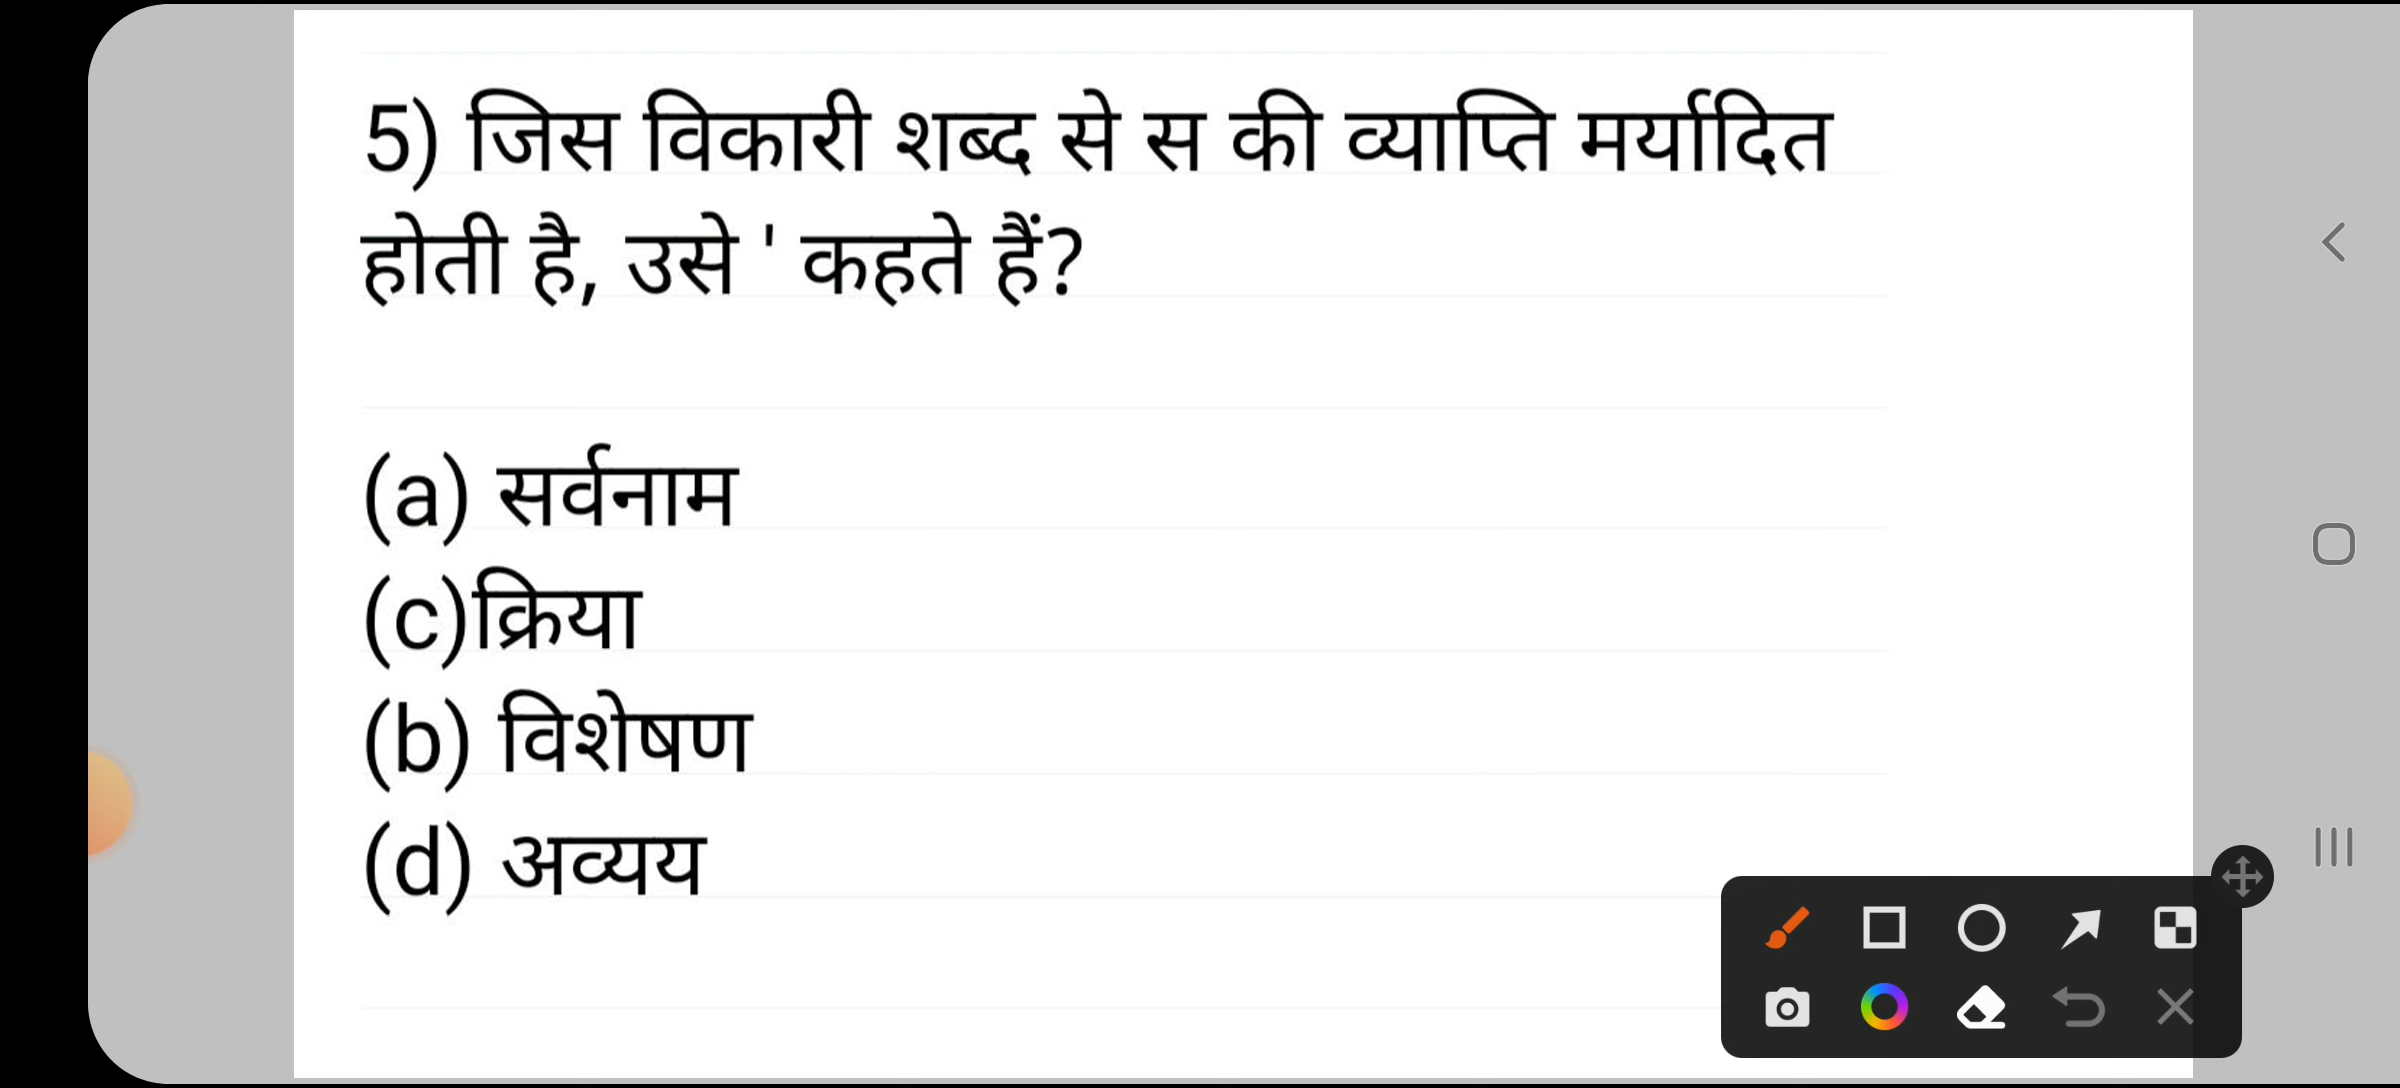 5) जिस विकारी शब्द से स की व्याप्ति मर्यादित
होती है, उसे ' कहते हैं?
(a) सर्वनाम
(c)क्रिया
(b) विशेषण
(d) अव्यय